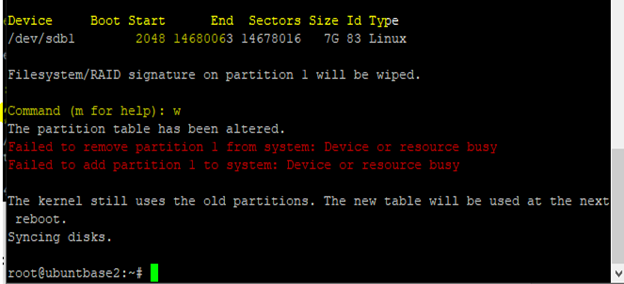 Device Boot Start End Sectors Size Id Type
/dev/sdb1 2048 14680063 14678016 7G 83 Linux
Filesystem/RAID signature on partition 1 will be wiped.
Command (m for help): w
The partition table has been altered.
Failed to remove partition 1 from system: Device or resource busy
Failed to add partition 1 to system: Device or resource busy
The kernel still uses the old partitions. The new table will be used at the next
reboot.
Syncing disks.
root@ubuntbase2:~#